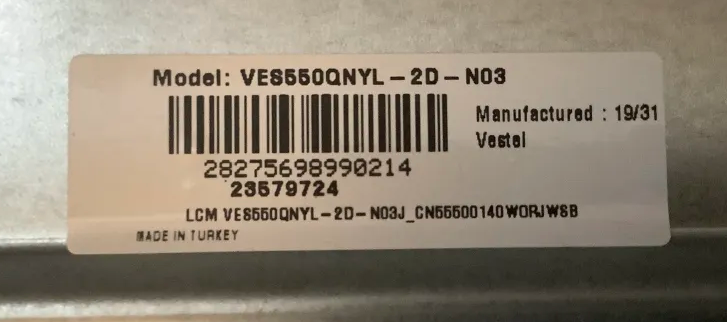 Model: VES550QNYL-2D-N03
Manufactured : 19/31
Vestel
28275698990214
23579724
LCM VES550QNYL-2D-N03J_CN55500140WORJWSB
MADE IN TURKEY